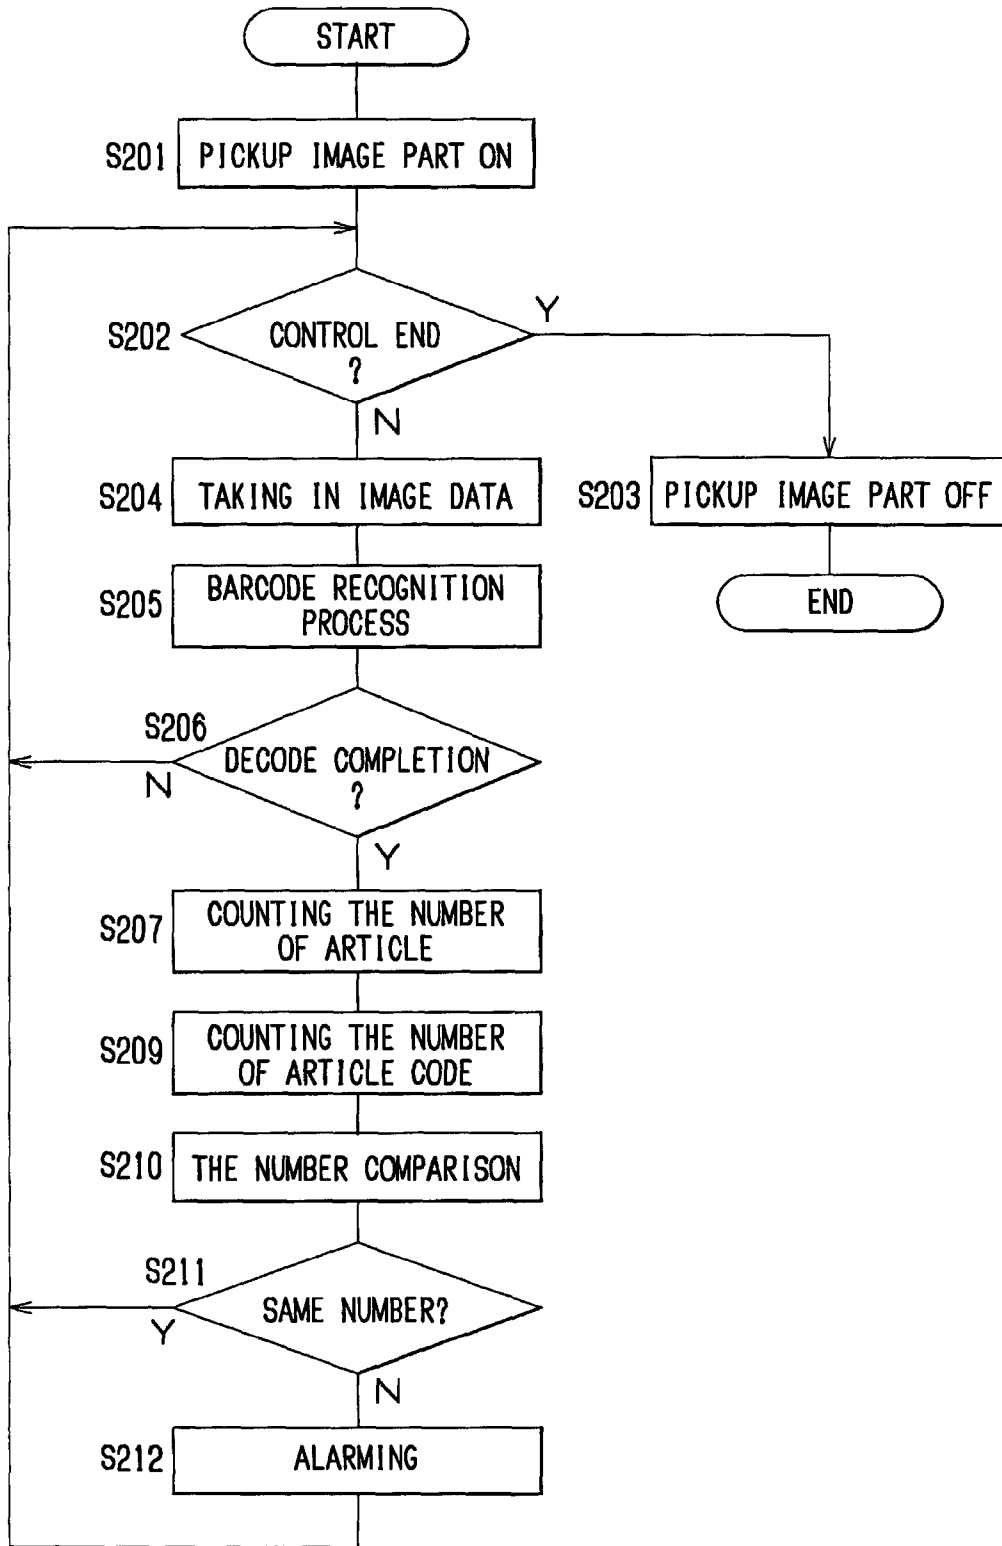 START
S201 PICKUP IMAGE PART ON
S202 CONTROL END
?
Y
N
S204 TAKING IN IMAGE DATA
S203 PICKUP IMAGE PART OFF
S205 BARCODE RECOGNITION
PROCESS
END
S206 DECODE COMPLETION
?
N
Y
S207 COUNTING THE NUMBER
OF ARTICLE
S209 COUNTING THE NUMBER
OF ARTICLE CODE
S210 THE NUMBER COMPARISON
S211 SAME NUMBER?
Y
N
S212 ALARMING